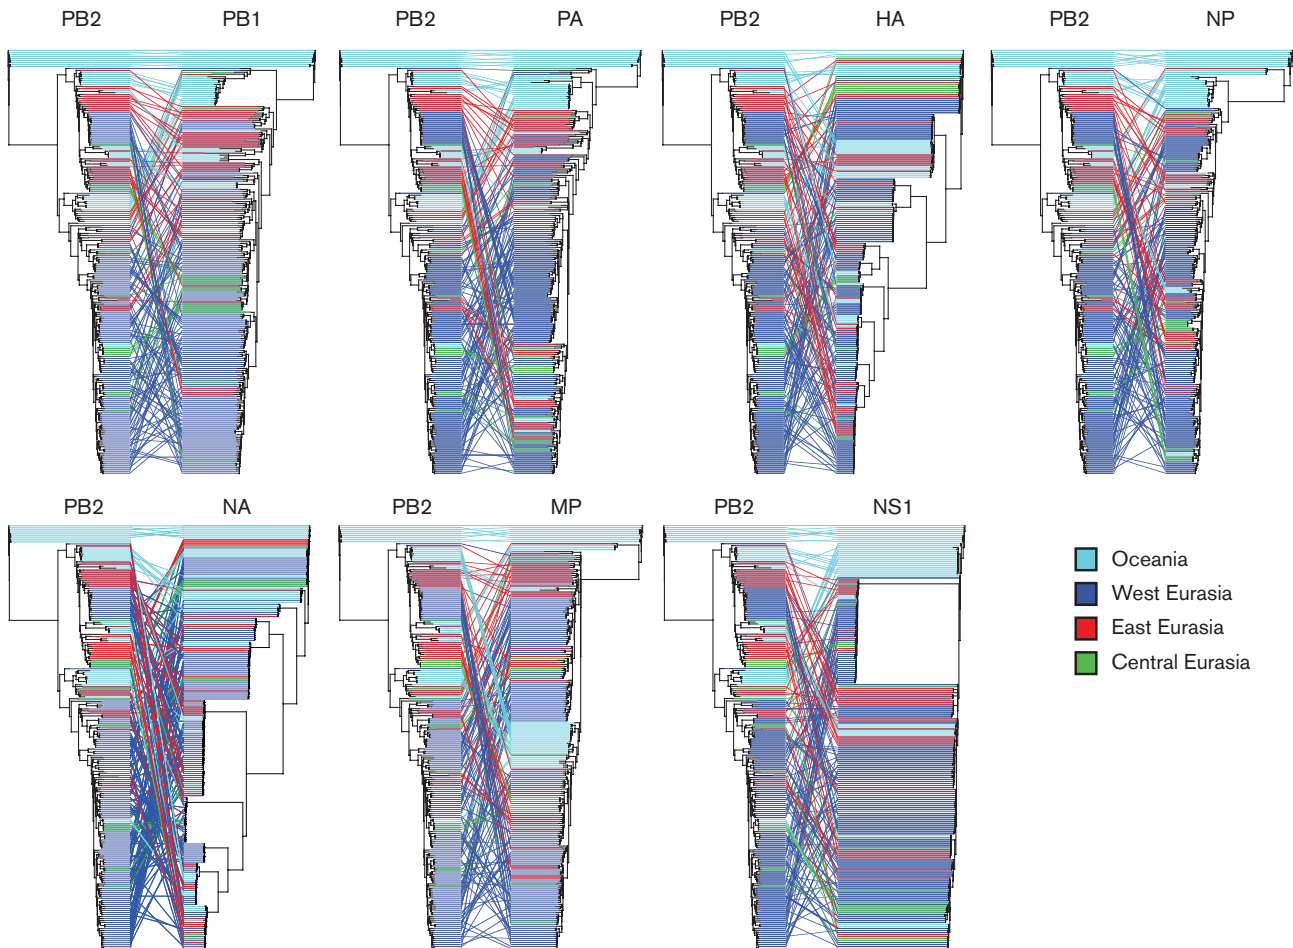 PB2 PB1
PB2 PA
PB2 HA
PB2 NP
PB2 NA
PB2 MP
PB2 NS1
Oceania
West Eurasia
East Eurasia
Central Eurasia